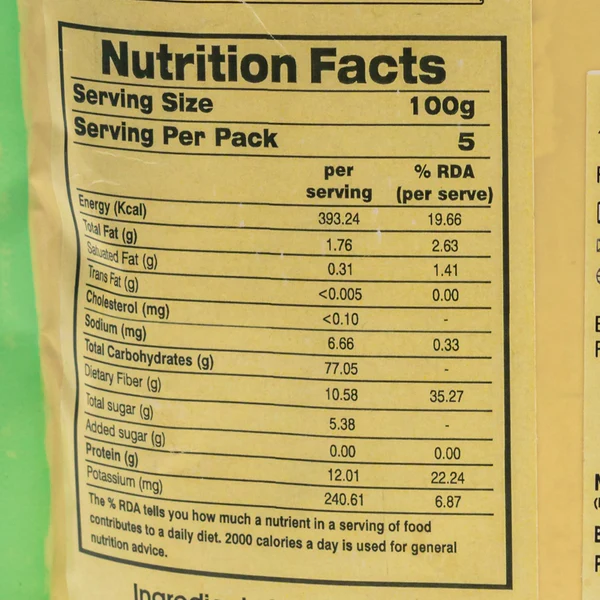 Nutrition Facts
Serving Size 100g
Serving Per Pack 5
per serving % RDA (per serve)
Energy (Kcal) 393.24 19.66
Total Fat (g) 1.76 2.63
Satuated Fat (g) 0.31 1.41
Trans Fat (g) <0.005 0.00
Cholesterol (mg) <0.10 -
Sodium (mg) 6.66 0.33
Total Carbohydrates (g) 77.05 -
Dietary Fiber (g) 10.58 35.27
Total sugar (g) 5.38 -
Added sugar (g) 0.00 0.00
Protein (g) 12.01 22.24
Potassium (mg) 240.61 6.87
The % RDA tells you how much a nutrient in a serving of food
contributes to a daily diet. 2000 calories a day is used for general
nutrition advice.